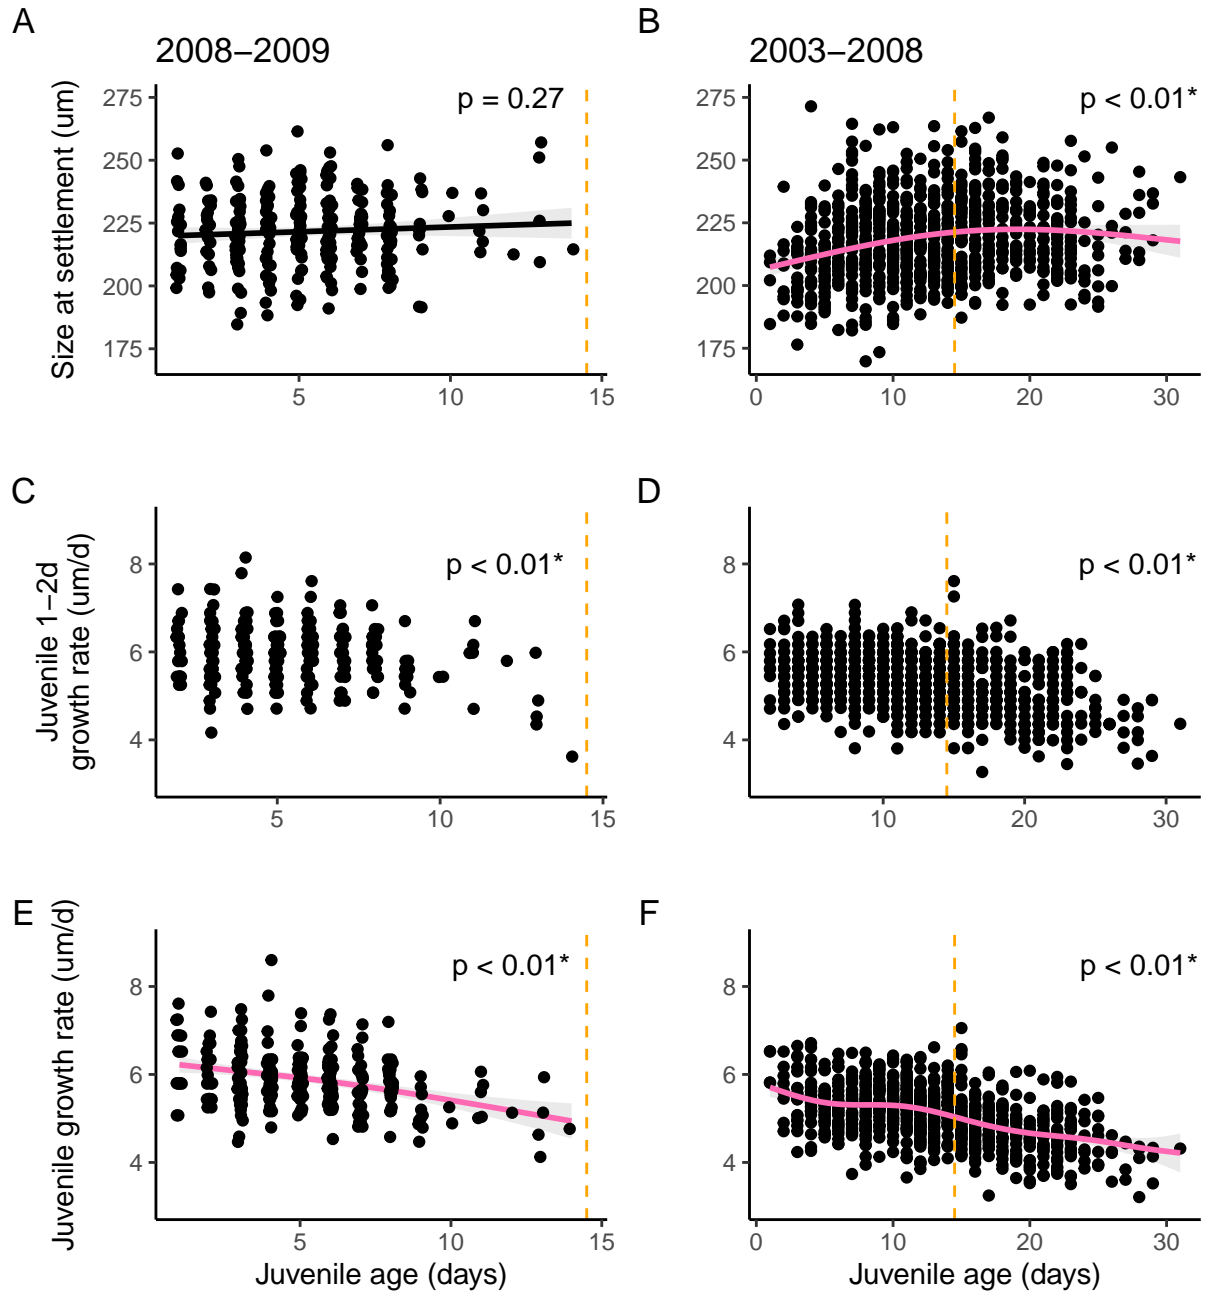 A
2008−2009
Size at settlement (um)
275
250
225
200
175
p = 0.27
5
10
15
B
2003−2008
275
250
225
200
175
p < 0.01*
0
10
20
30
C
Juvenile 1−2d
growth rate (um/d)
8
6
4
p < 0.01*
5
10
15
D
8
6
4
p < 0.01*
10
20
30
E
Juvenile growth rate (um/d)
8
6
4
p < 0.01*
5
10
15
Juvenile age (days)
F
8
6
4
p < 0.01*
0
10
20
30
Juvenile age (days)